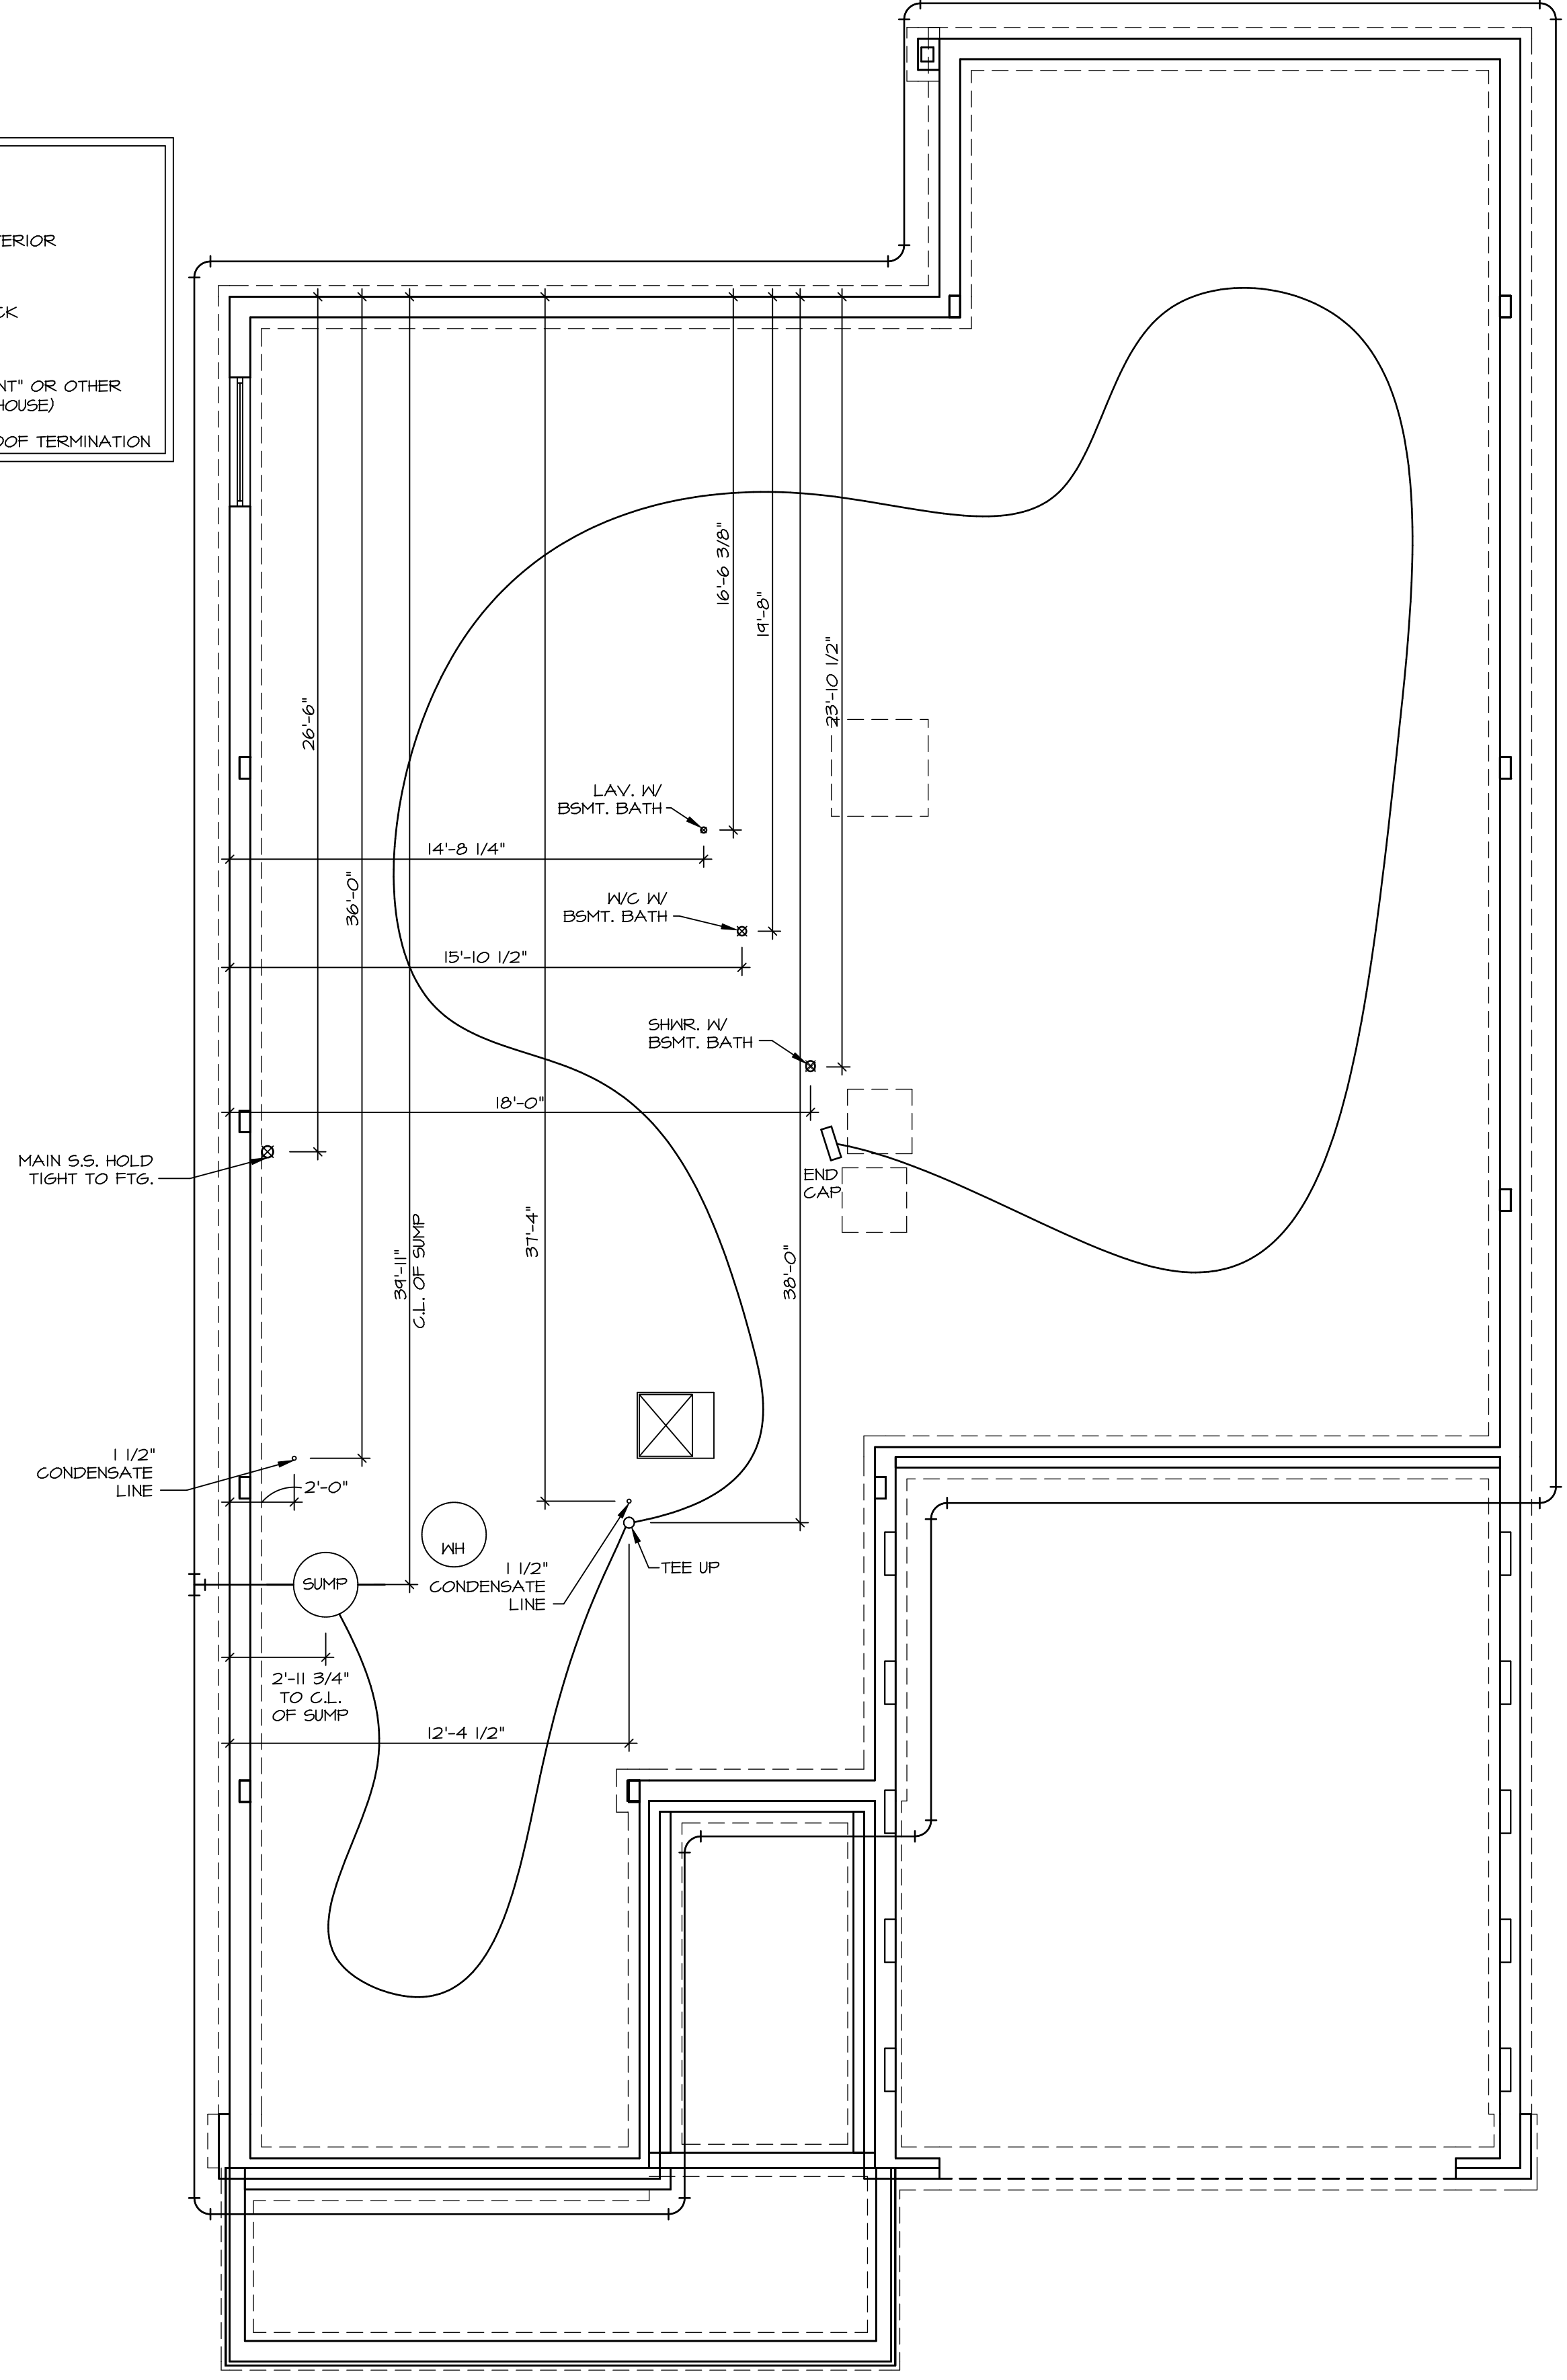 ERIOR
CK
NT" OR OTHER
HOUSE)
OOF TERMINATION
16'-6 3/8"
19'-8"
23'-10 1/2"
26'-6"
LAV. W/
BSMT. BATH
14'-8 1/4"
36'-0"
W/C W/
BSMT. BATH
15'-10 1/2"
SHWR. W/
BSMT. BATH
18'-0"
MAIN S.S. HOLD
TIGHT TO FTG.
END
CAP
39'-11"
C.L. OF SUMP
37'-4"
38'-0"
1 1/2"
CONDENSATE
LINE
2'-0"
WH
SUMP
1 1/2"
CONDENSATE
LINE
TEE UP
2'-11 3/4"
TO C.L.
OF SUMP
12'-4 1/2"